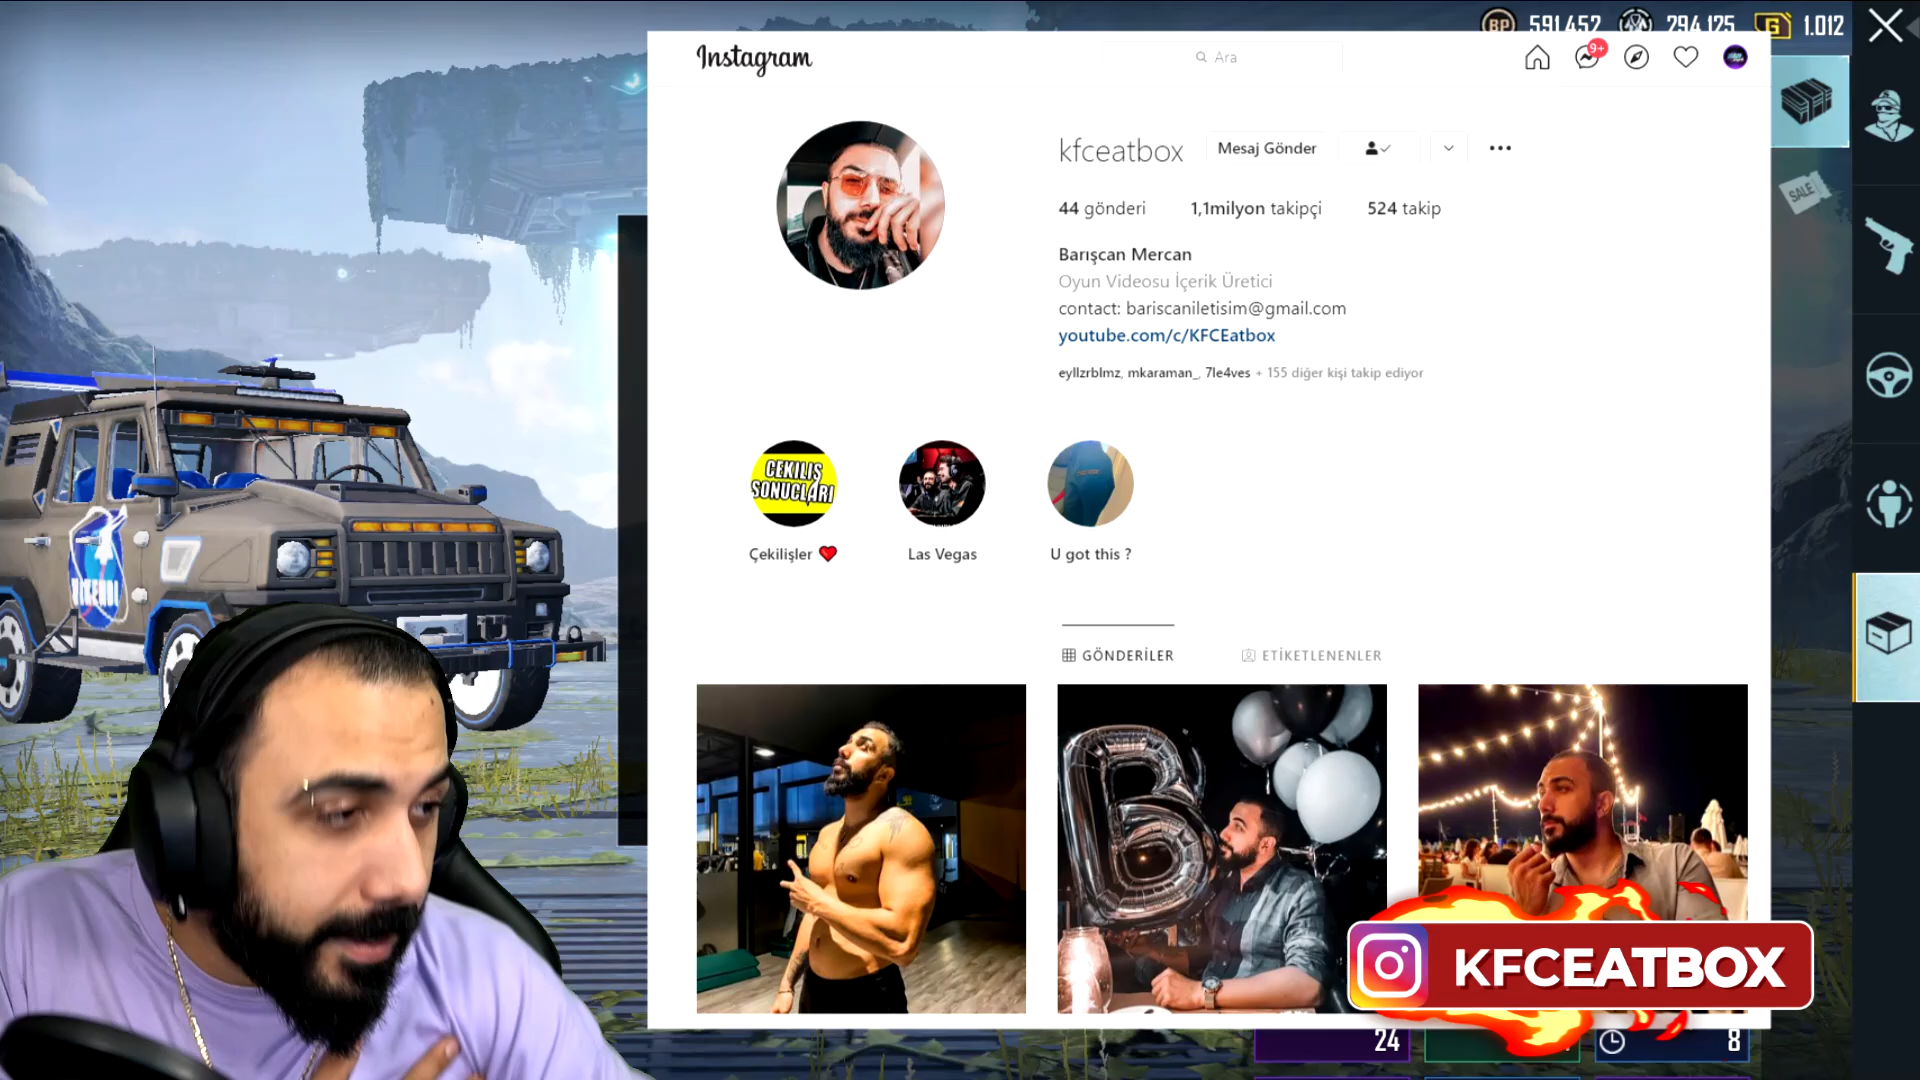 BP 591.452 294.125 G 1.012
Instagram
Ara
9+
SALE
kfceatbox
Mesaj Gönder
44 gönderi
1,1milyon takipçi
524 takip
Barışcan Mercan
Oyun Videosu İçerik Üretici
contact: bariscaniletisim@gmail.com
youtube.com/c/KFCEatbox
eyllzrblmz, mkaraman_, 7le4ves + 155 diğer kişi takip ediyor
ÇEKİLİŞ
SONUÇLARI
Çekilişler
Las Vegas
U got this ?
VIKENDI
GÖNDERİLER
ETİKETLENENLER
B
KFCEATBOX
24
8